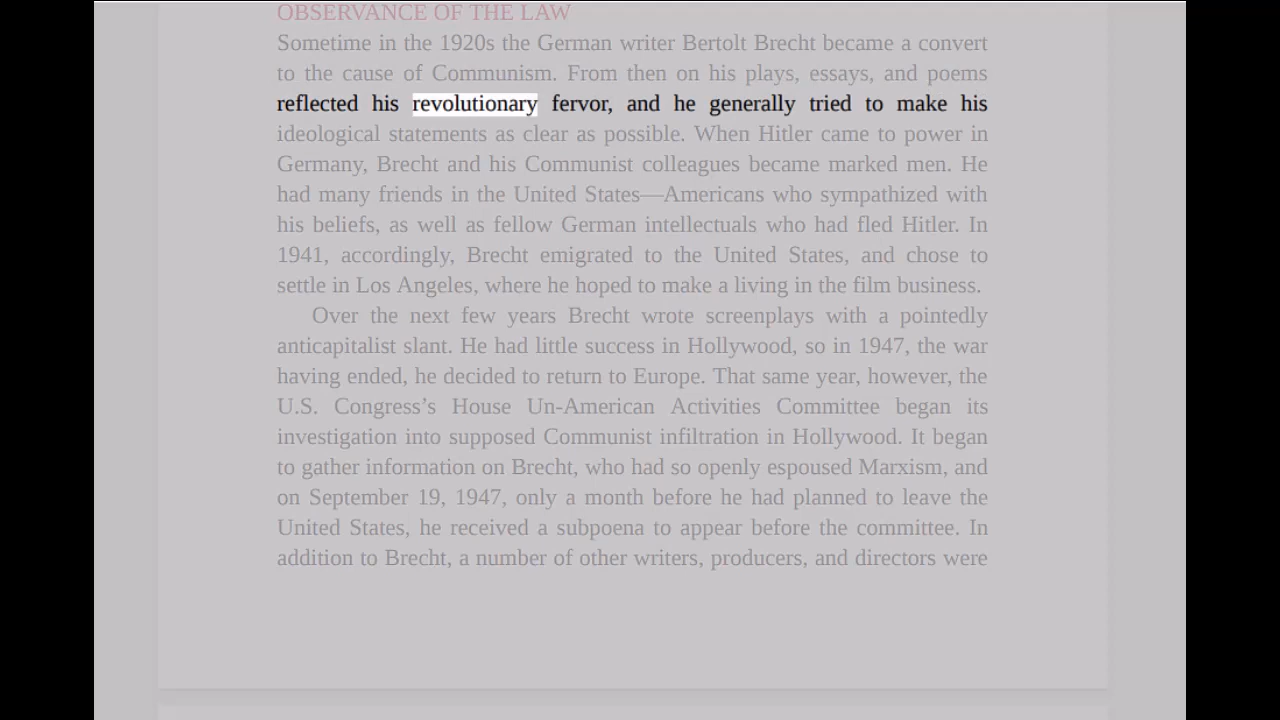 OBSERVANCE OF THE LAW
Sometime in the 1920s the German writer Bertolt Brecht became a convert
to the cause of Communism. From then on his plays, essays, and poems
reflected his revolutionary fervor, and he generally tried to make his
ideological statements as clear as possible. When Hitler came to power in
Germany, Brecht and his Communist colleagues became marked men. He
had many friends in the United States—Americans who sympathized with
his beliefs, as well as fellow German intellectuals who had fled Hitler. In
1941, accordingly, Brecht emigrated to the United States, and chose to
settle in Los Angeles, where he hoped to make a living in the film business.
Over the next few years Brecht wrote screenplays with a pointedly
anticapitalist slant. He had little success in Hollywood, so in 1947, the war
having ended, he decided to return to Europe. That same year, however, the
U.S. Congress’s House Un-American Activities Committee began its
investigation into supposed Communist infiltration in Hollywood. It began
to gather information on Brecht, who had so openly espoused Marxism, and
on September 19, 1947, only a month before he had planned to leave the
United States, he received a subpoena to appear before the committee. In
addition to Brecht, a number of other writers, producers, and directors were